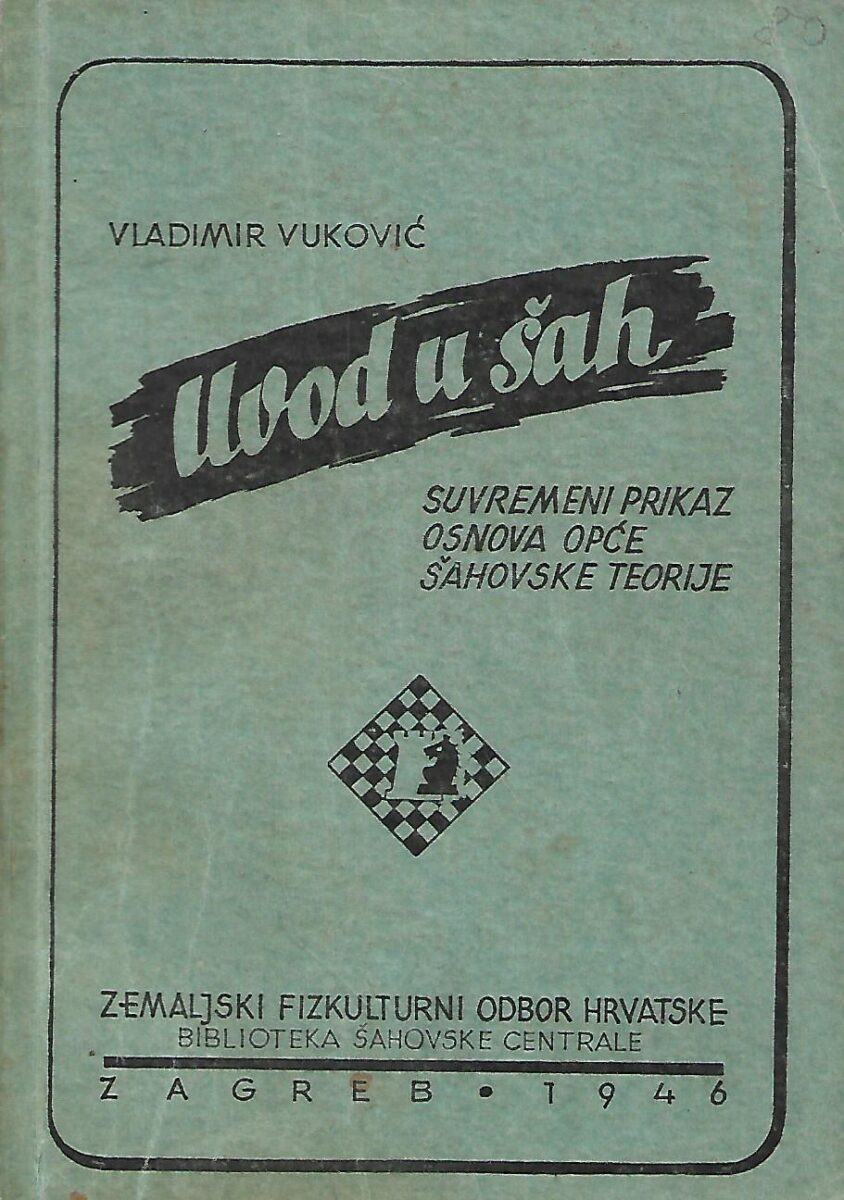 VLADIMIR VUKOVIĆ
Uvod u šah
SUVREMENI PRIKAZ
OSNOVA OPĆE
ŠAHOVSKE TEORIJE
ZEMALJSKI FIZKULTURNI ODBOR HRVATSKE
BIBLIOTEKA ŠAHOVSKE CENTRALE
ZAGREB • 1946